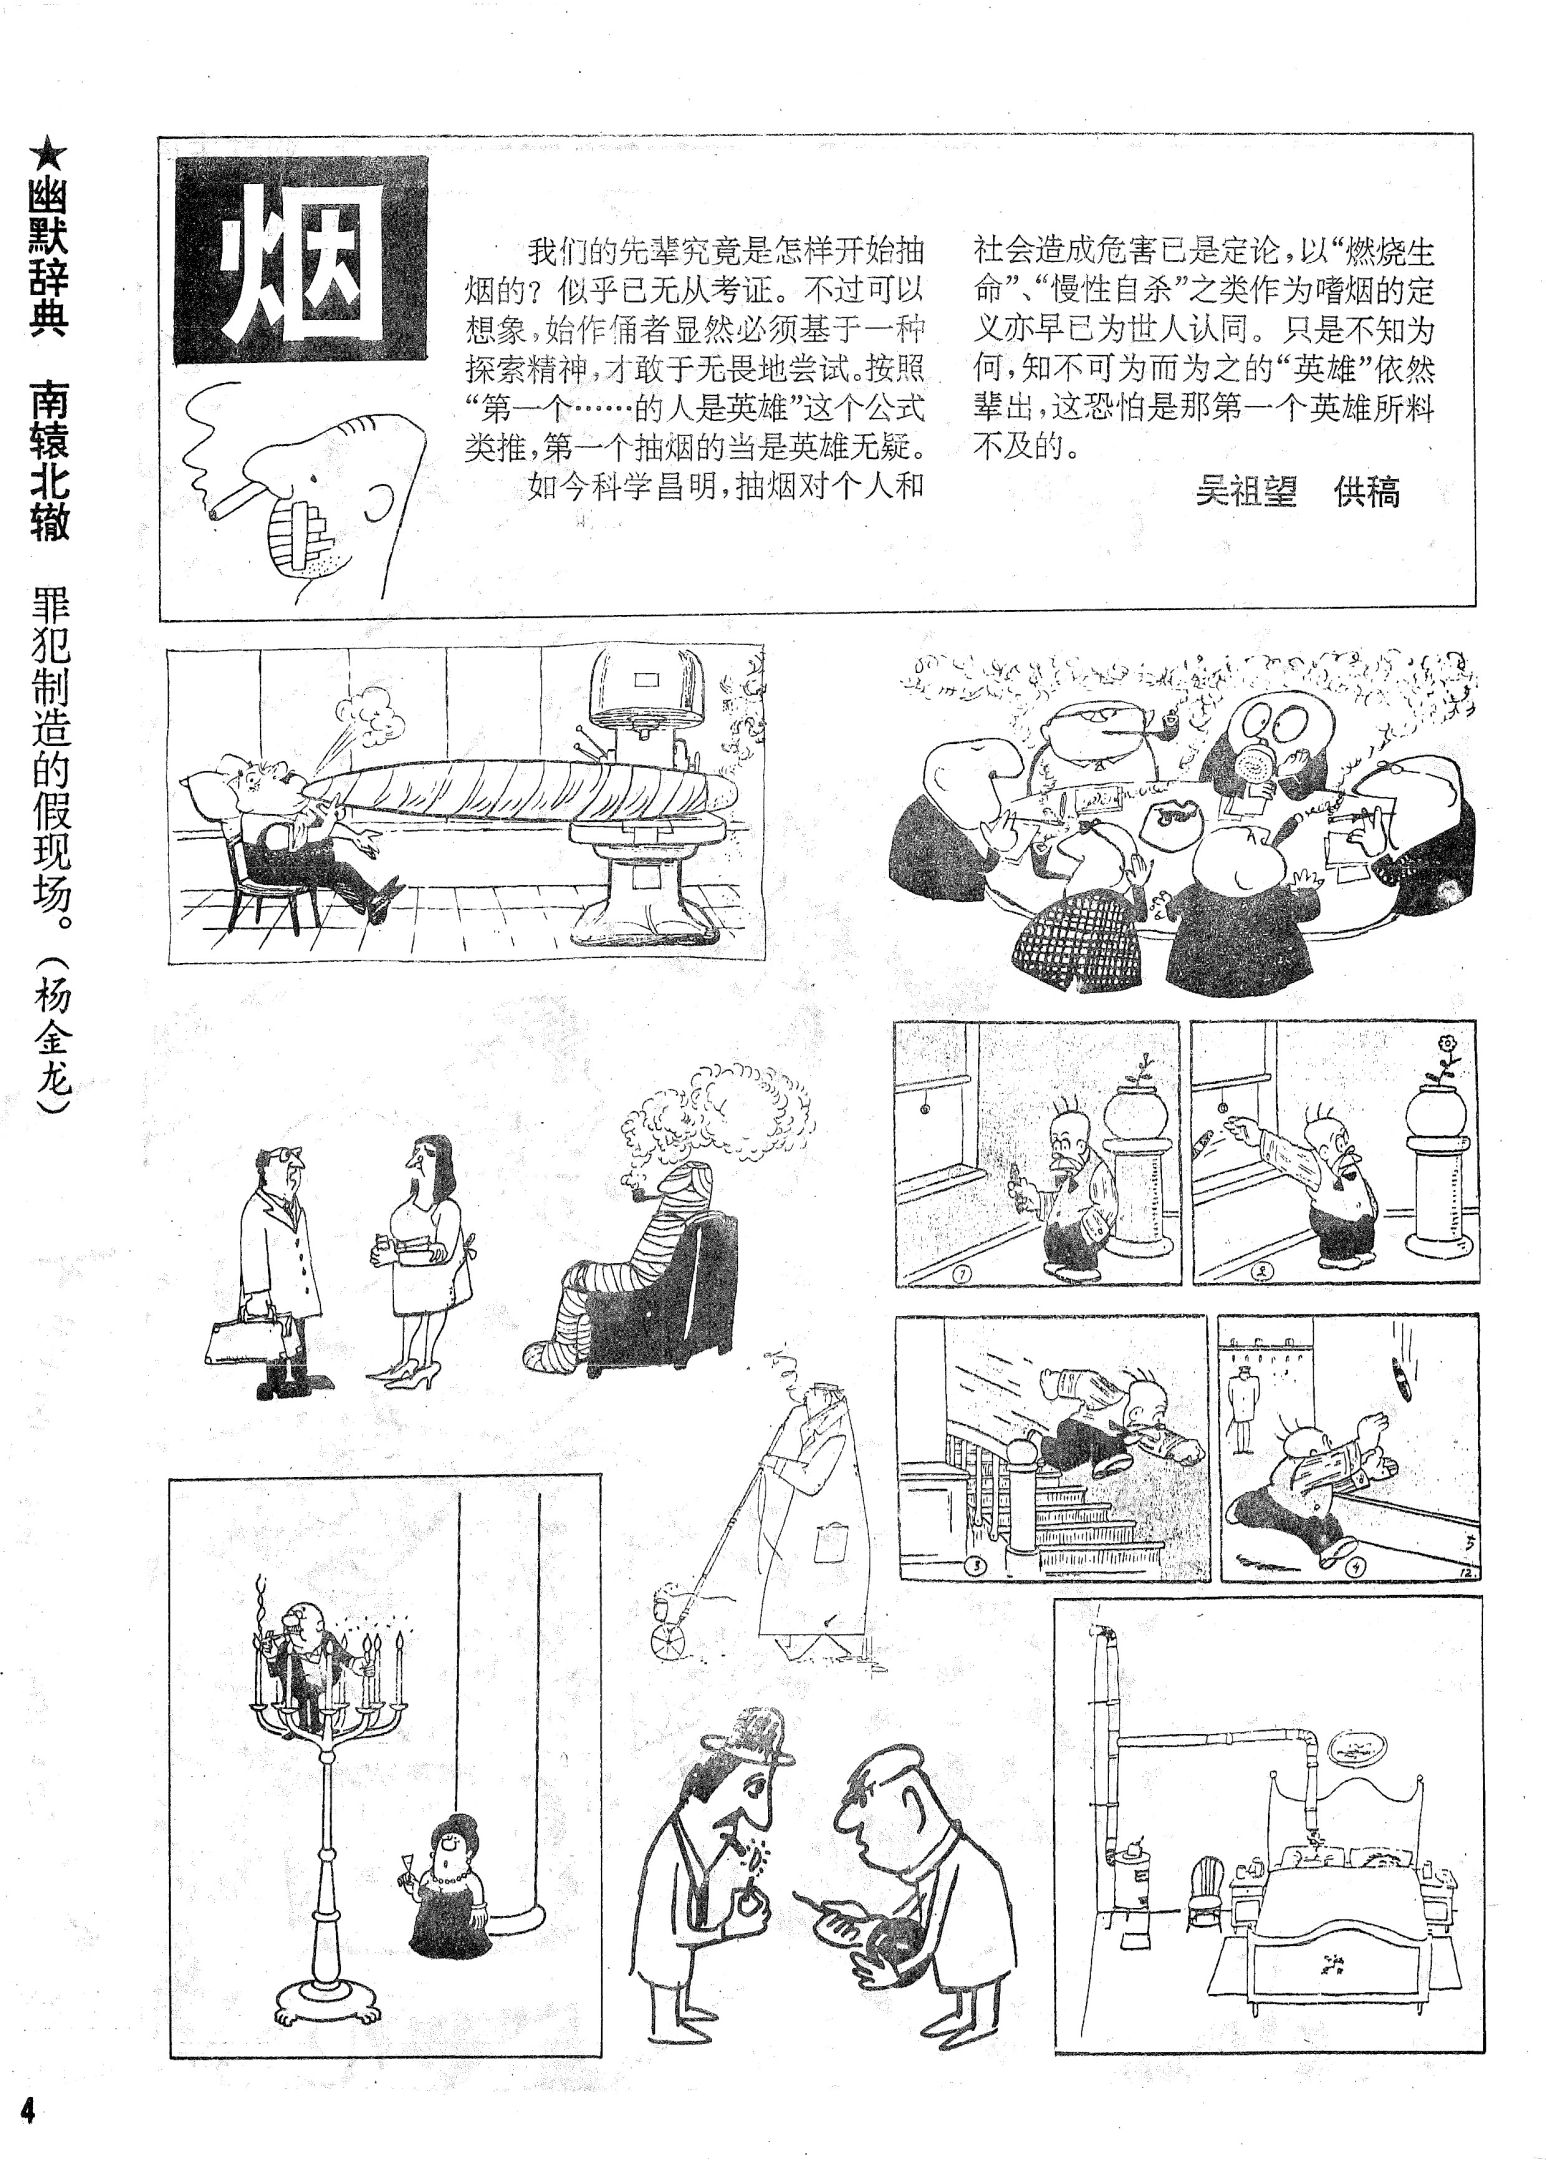 ★幽默辞典 南辕北辙 罪犯制造的假现场。(杨金龙)
烟
我们的先辈究竟是怎样开始抽
烟的?似乎已无从考证。不过可以
想象,始作俑者显然必须基于一种
探索精神,才敢于无畏地尝试。按照
“第一个……的人是英雄”这个公式
类推,第一个抽烟的当是英雄无疑。
如今科学昌明,抽烟对个人和
社会造成危害已是定论,以“燃烧生
命”、“慢性自杀”之类作为嗜烟的定
义亦早已为世人认同。只是不知为
何,知不可为而为之的“英雄”依然
辈出,这恐怕是那第一个英雄所料
不及的。
吴祖望 供稿
1
2
3
4
5
12.
4